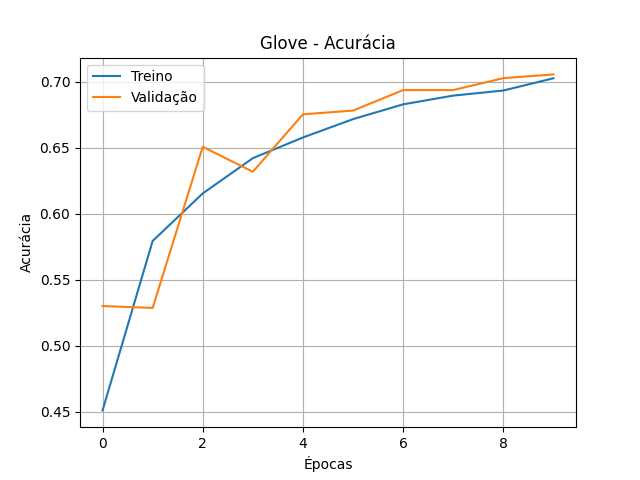 Glove - Acurácia
Treino
Validação
0.70
0.65
0.60
0.55
0.50
0.45
Acurácia
0 2 4 6 8
Épocas